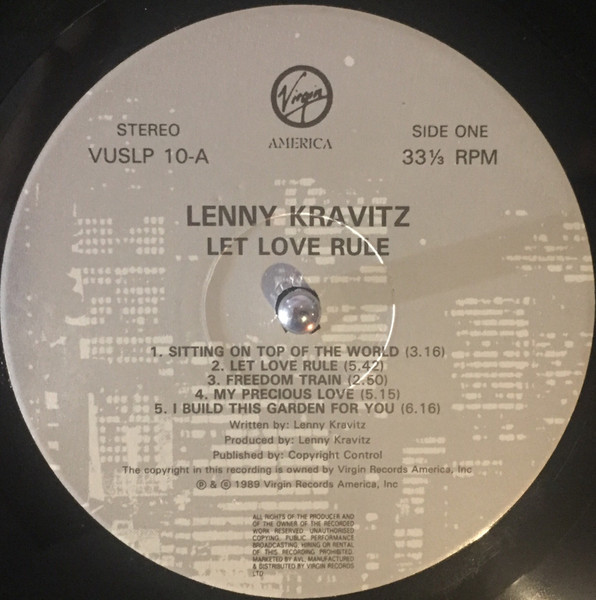 Virgin
AMERICA
STEREO
VUSLP 10-A
SIDE ONE
33⅓ RPM
LENNY KRAVITZ
LET LOVE RULE
1. SITTING ON TOP OF THE WORLD (3.16)
2. LET LOVE RULE (5.42)
3. FREEDOM TRAIN (2.50)
4. MY PRECIOUS LOVE (5.15)
5. I BUILD THIS GARDEN FOR YOU (6.16)
Written by: Lenny Kravitz
Produced by: Lenny Kravitz
Published by: Copyright Control
The copyright in this recording is owned by Virgin Records America, Inc
℗ & © 1989 Virgin Records America, Inc
ALL RIGHTS OF THE PRODUCER AND
OF THE OWNER OF THE RECORDED
WORK RESERVED. UNAUTHORISED
COPYING, PUBLIC PERFORMANCE
BROADCASTING, HIRING OR RENTAL
OF THIS RECORDING PROHIBITED.
MARKETED BY AVL. MANUFACTURED
& DISTRIBUTED BY VIRGIN RECORDS
LTD